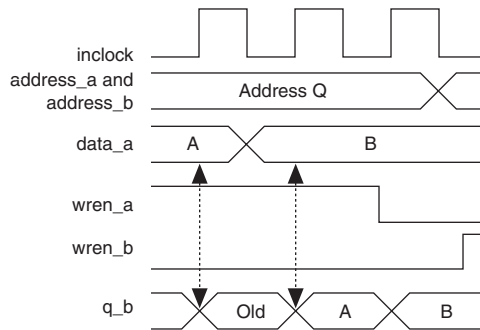 inclock
address_a and
address_b
Address Q
data_a
A
B
wren_a
wren_b
q_b
Old
A
B